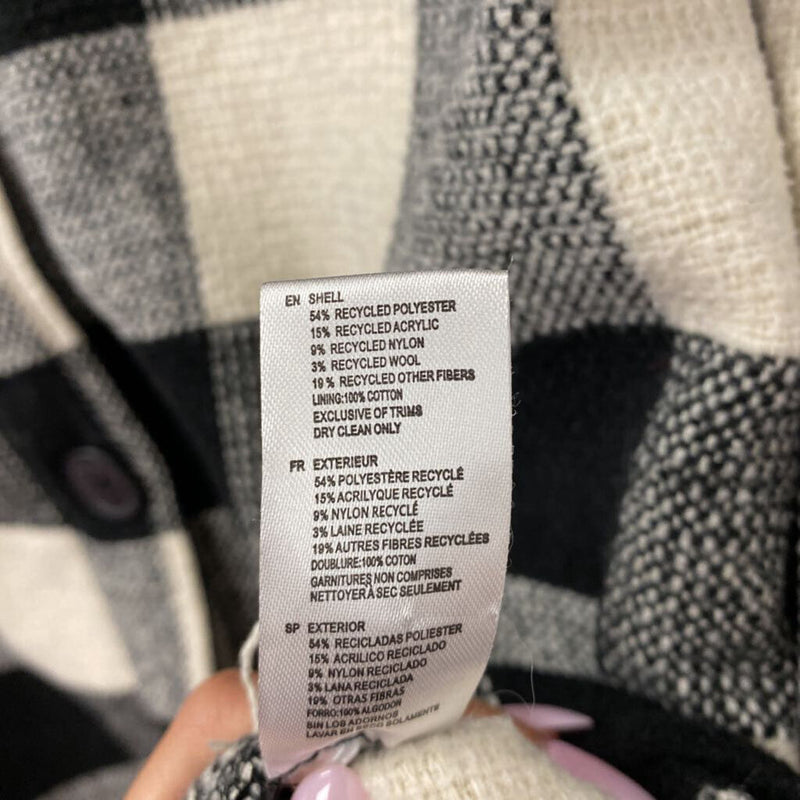 EN SHELL
54% RECYCLED POLYESTER
15% RECYCLED ACRYLIC
9% RECYCLED NYLON
3% RECYCLED WOOL
19% RECYCLED OTHER FIBERS
LINING:100% COTTON
EXCLUSIVE OF TRIMS
DRY CLEAN ONLY
FR EXTERIEUR
54% POLYESTÈRE RECYCLÉ
15% ACRILYQUE RECYCLÉ
9% NYLON RECYCLÉ
3% LAINE RECYCLÉE
19% AUTRES FIBRES RECYCLÉES
DOUBLURE:100% COTON
GARNITURES NON COMPRISES
NETTOYER À SEC SEULEMENT
SP EXTERIOR
54% RECICLADAS POLIESTER
15% ACRILICO RECICLADO
9% NYLON RECICLADO
3% LANA RECICLADA
19% OTRAS FIBRAS
FORRO:100% ALGODON
SIN LOS ADORNOS
LAVAR EN SECO SOLAMENTE